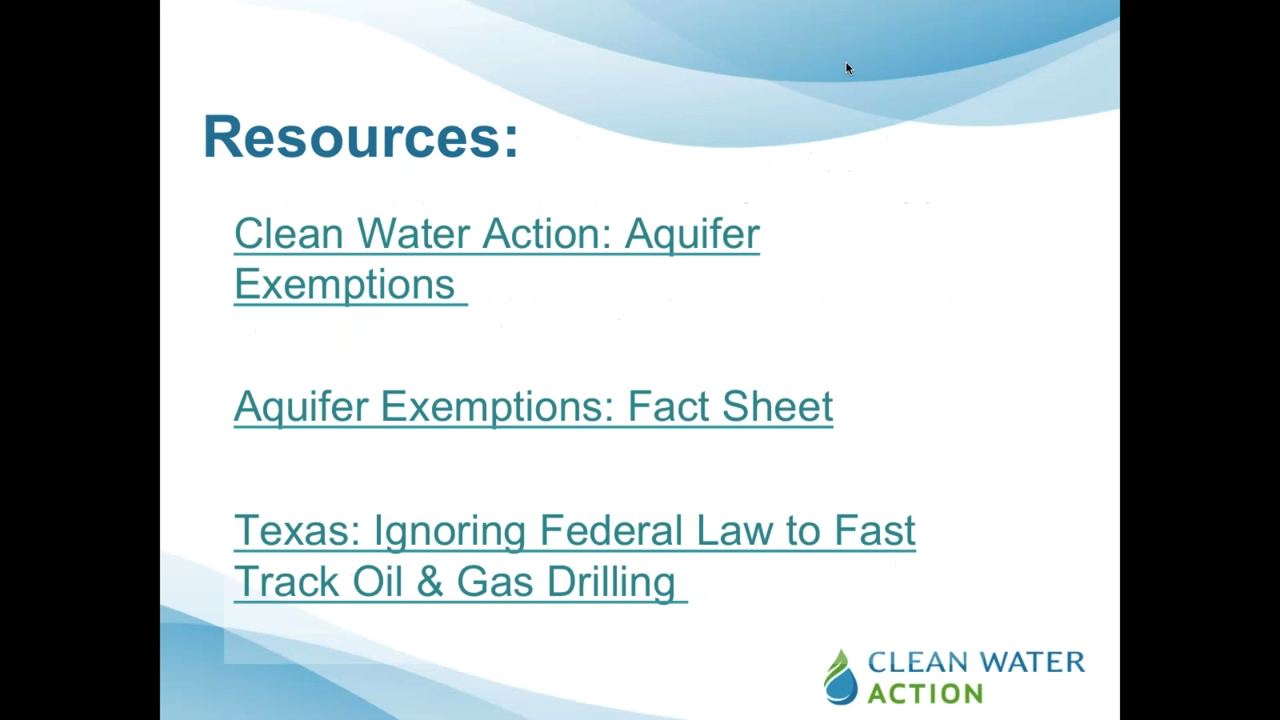 Resources:
Clean Water Action: Aquifer
Exemptions
Aquifer Exemptions: Fact Sheet
Texas: Ignoring Federal Law to Fast
Track Oil & Gas Drilling
CLEAN WATER
ACTION